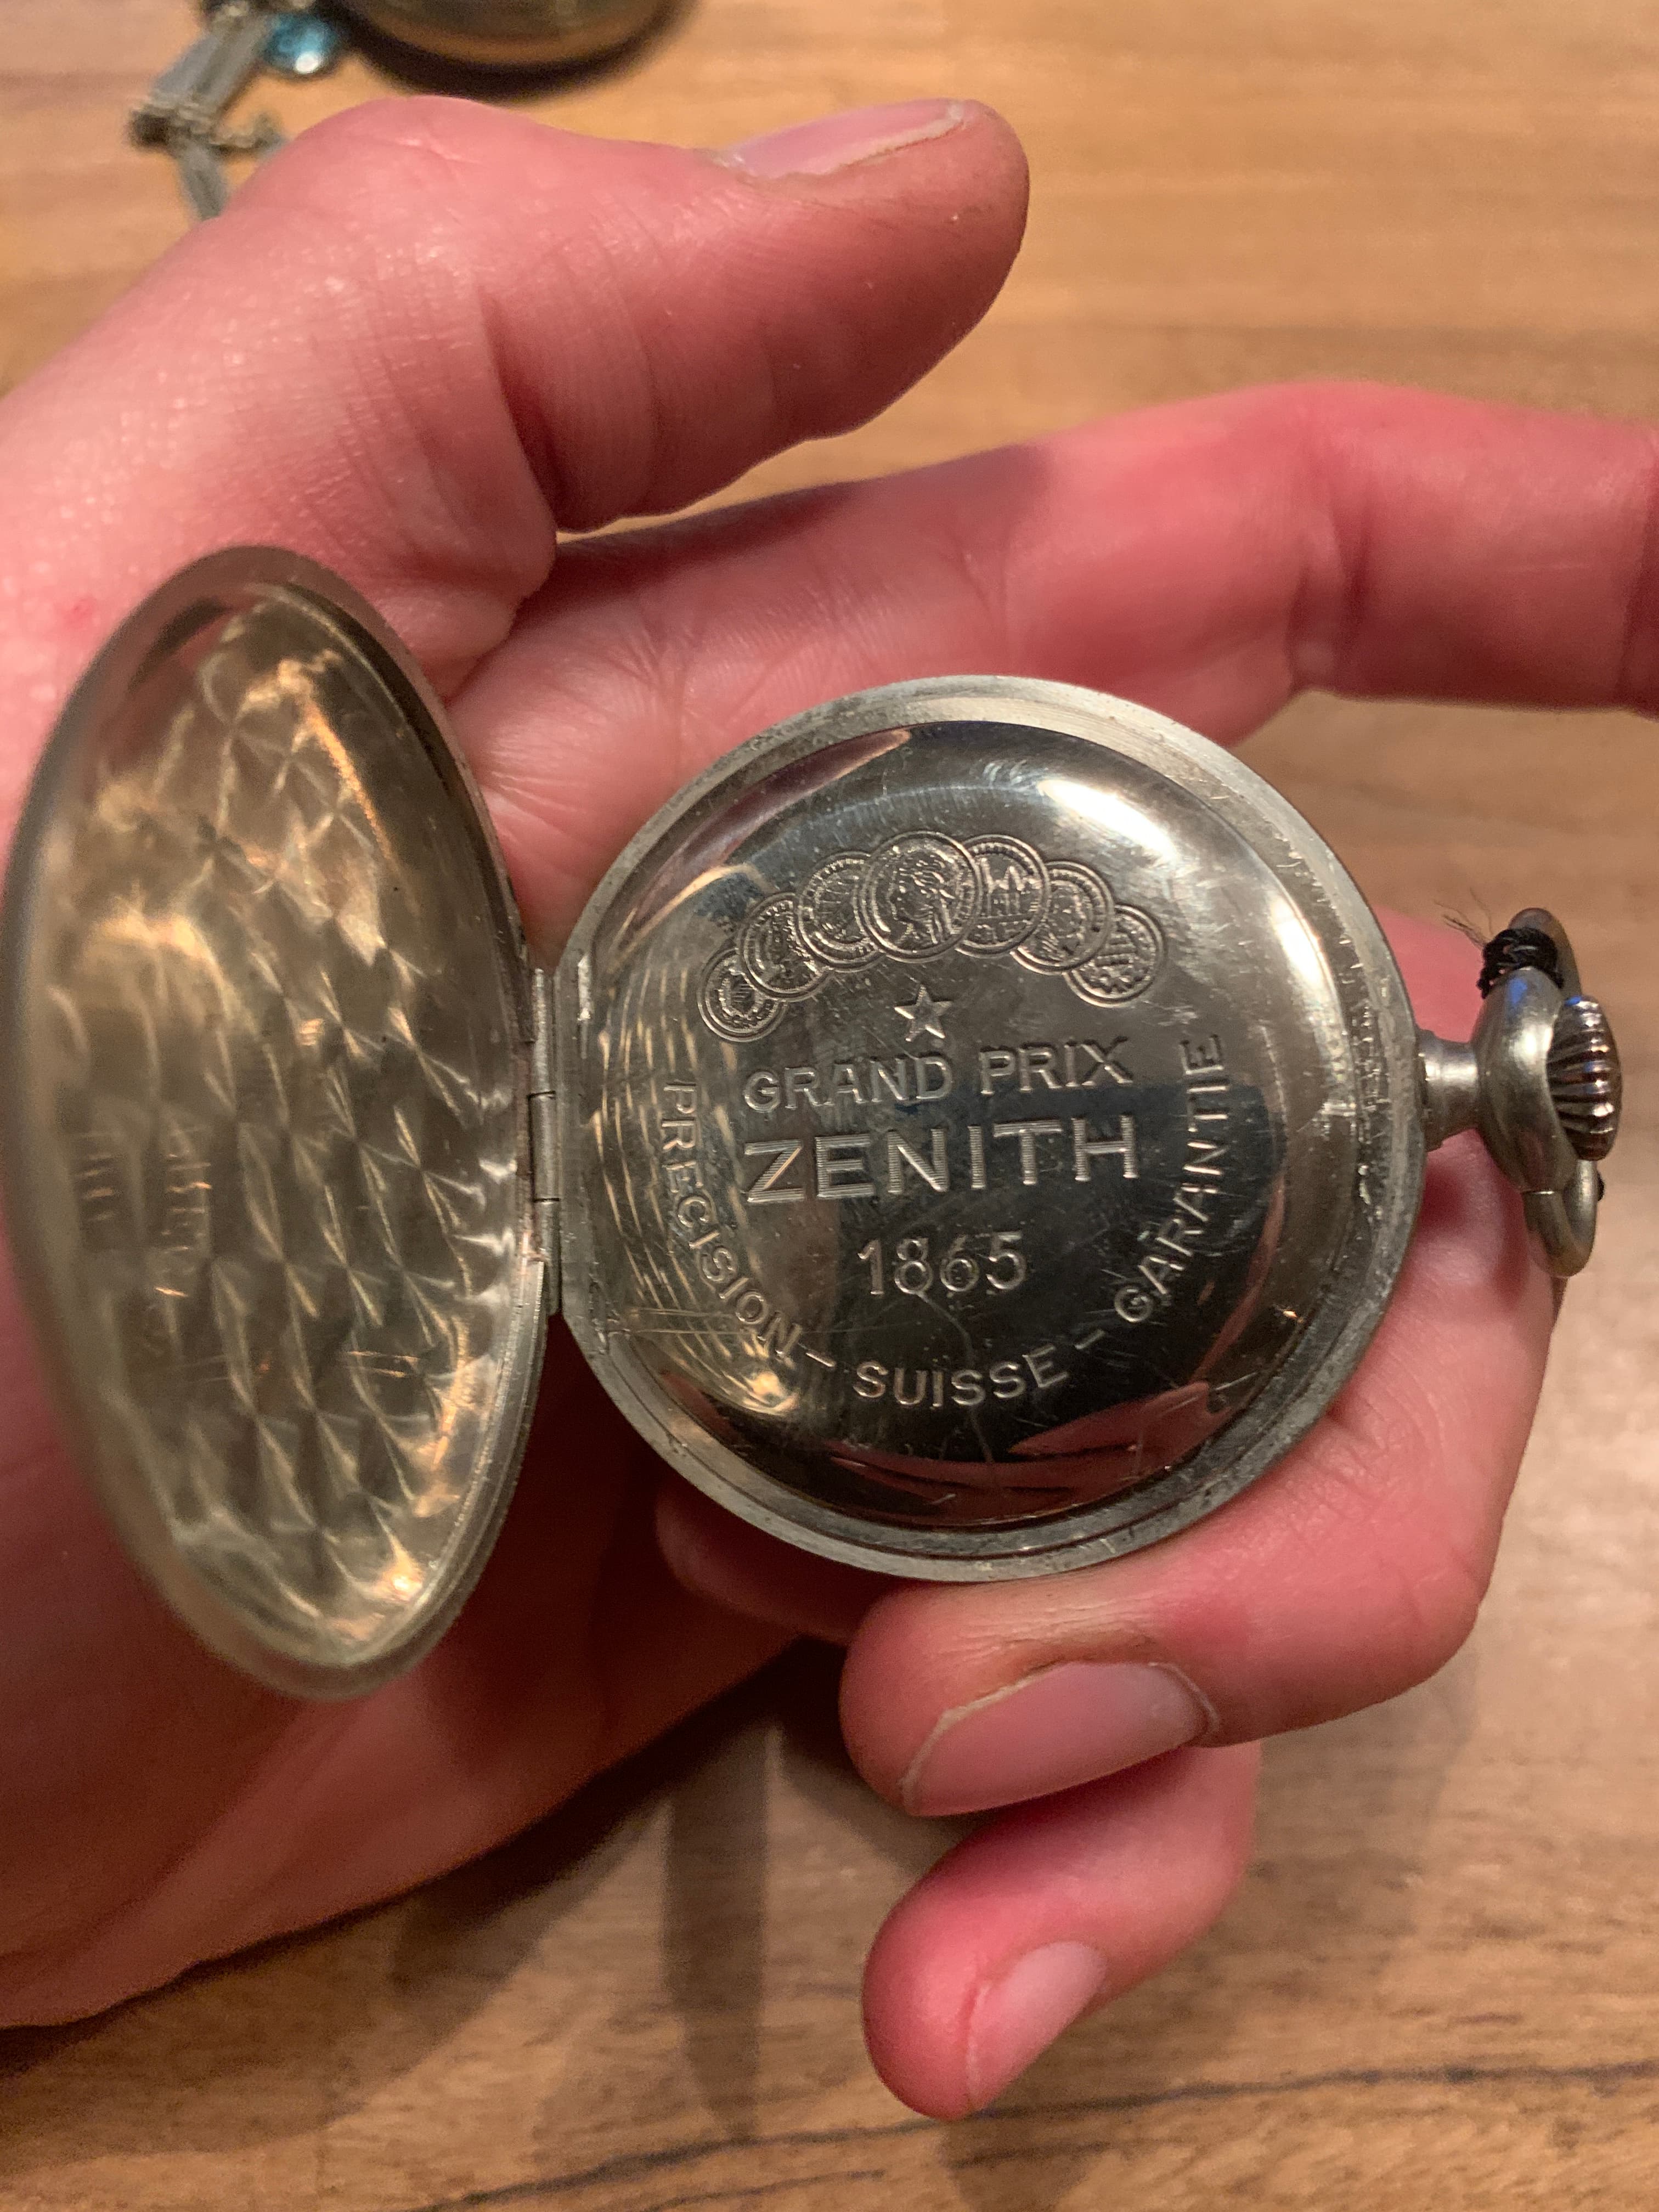 GRAND PRIX
ZENITH
1865
PRECISION - SUISSE - GARANTIE